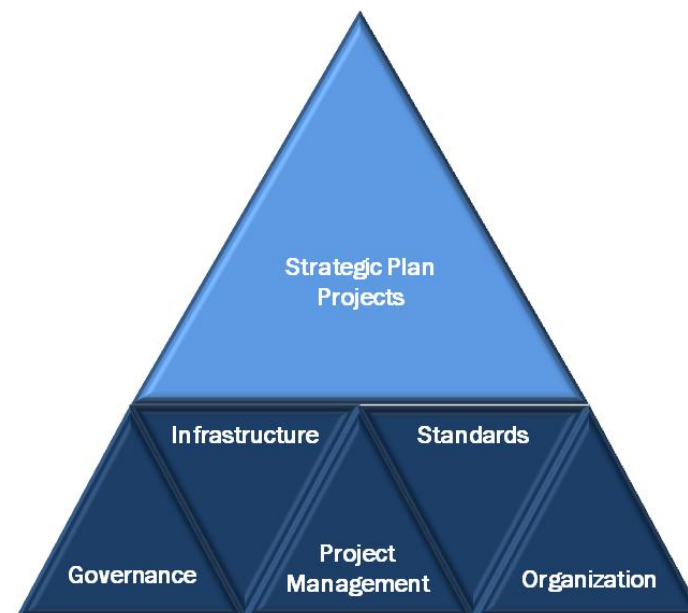 Strategic Plan
Projects
Infrastructure
Standards
Governance
Project
Management
Organization